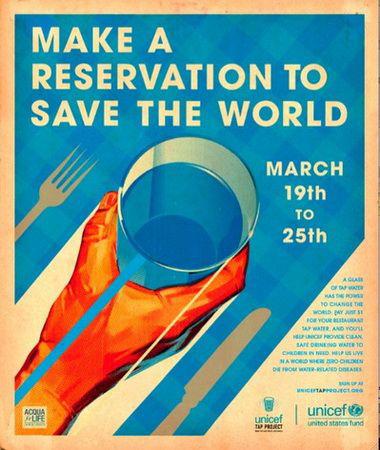 MAKE A
RESERVATION TO
SAVE THE WORLD
MARCH
19th
TO
25th
A GLASS
OF TAP WATER
HAS THE POWER
TO CHANGE THE
WORLD. PAY JUST $1
FOR YOUR RESTAURANT
TAP WATER, AND YOU'LL
HELP UNICEF PROVIDE CLEAN,
SAFE DRINKING WATER TO
CHILDREN IN NEED. HELP US LIVE
IN A WORLD WHERE ZERO CHILDREN
DIE FROM WATER-RELATED DISEASES.
SIGN UP AT
UNICEFTAPPROJECT.ORG
ACQUA
for LIFE
unicef
TAP PROJECT
unicef
united states fund